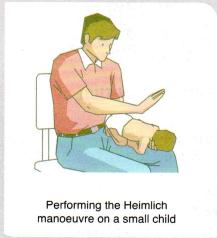 Performing the Heimlich
manoeuvre on a small child